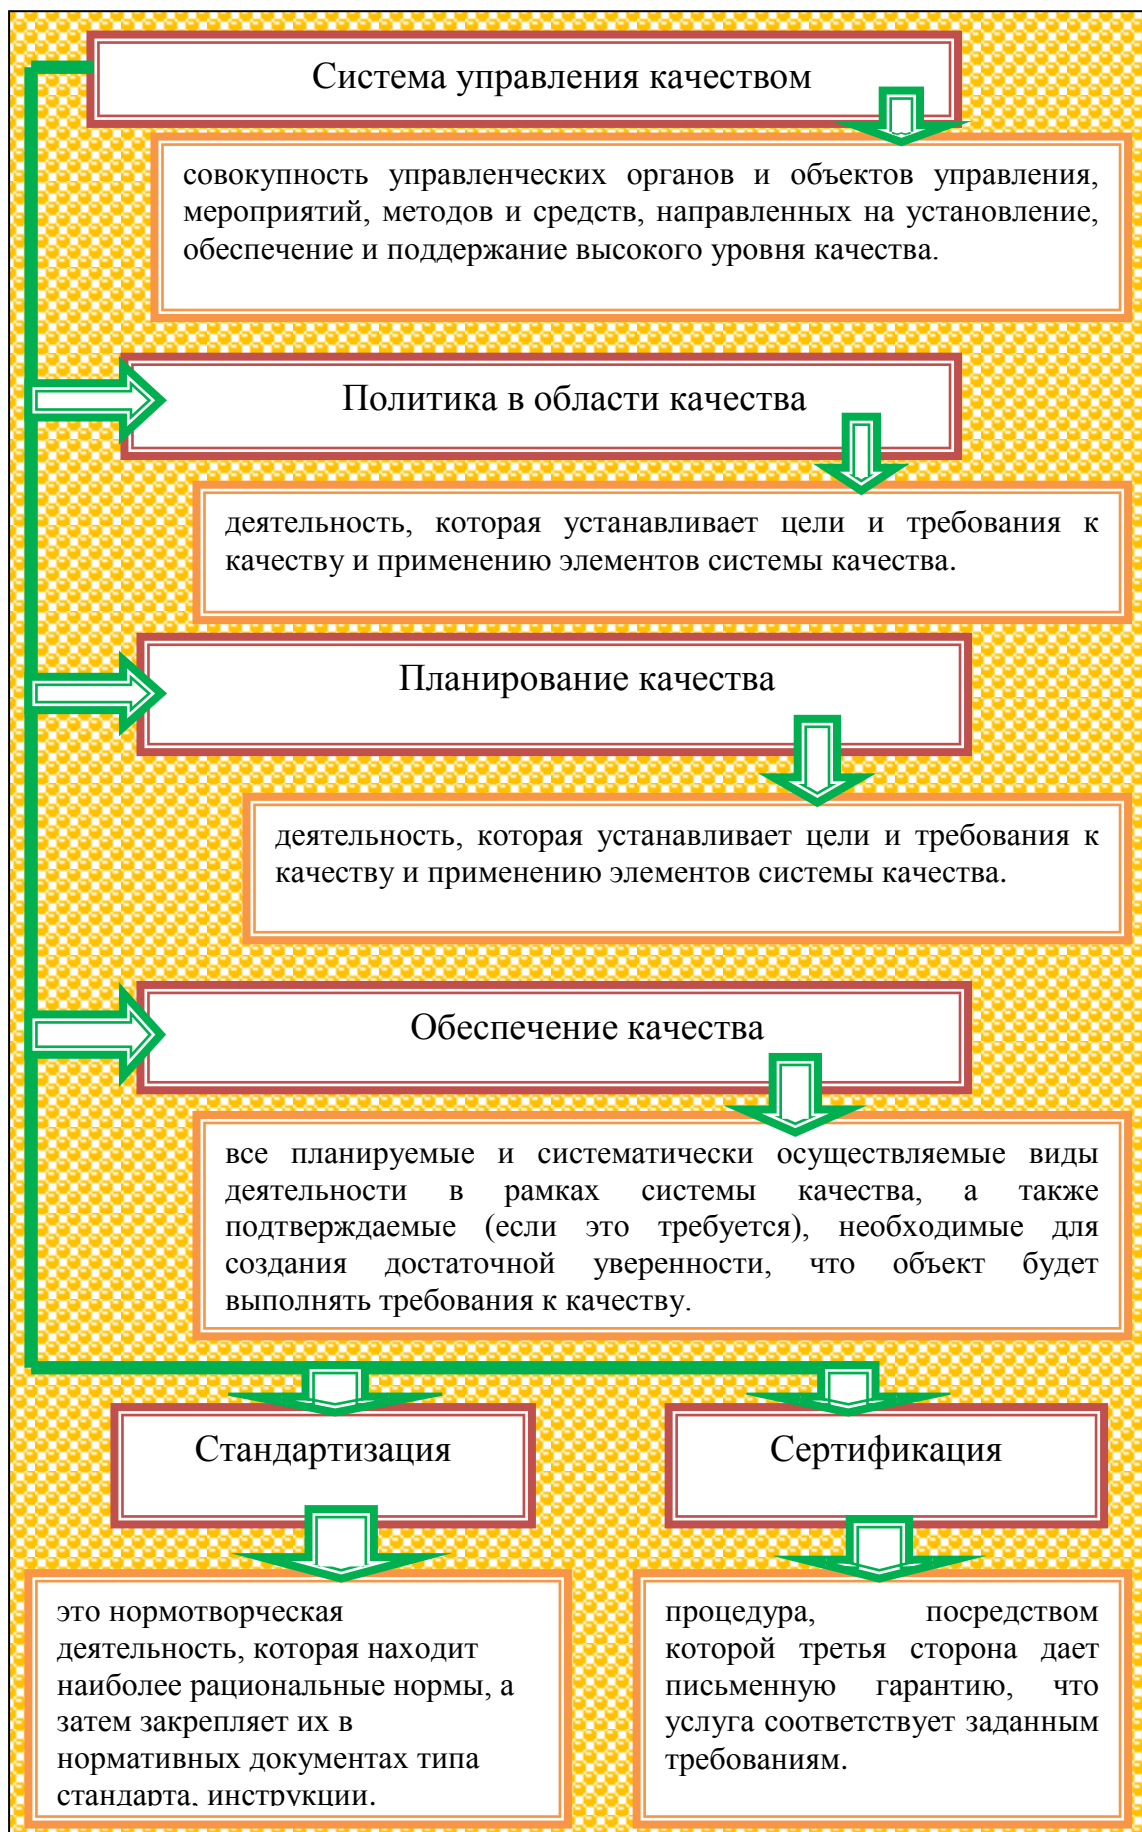 Система управления качеством
совокупность управленческих органов и объектов управления,
мероприятий, методов и средств, направленных на установление,
обеспечение и поддержание высокого уровня качества.
Политика в области качества
деятельность, которая устанавливает цели и требования к
качеству и применению элементов системы качества.
Планирование качества
деятельность, которая устанавливает цели и требования к
качеству и применению элементов системы качества.
Обеспечение качества
все планируемые и систематически осуществляемые виды
деятельности в рамках системы качества, а также
подтверждаемые (если это требуется), необходимые для
создания достаточной уверенности, что объект будет
выполнять требования к качеству.
Стандартизация
это нормотворческая
деятельность, которая находит
наиболее рациональные нормы, а
затем закрепляет их в
нормативных документах типа
стандарта, инструкции.
Сертификация
процедура, посредством
которой третья сторона дает
письменную гарантию, что
услуга соответствует заданным
требованиям.